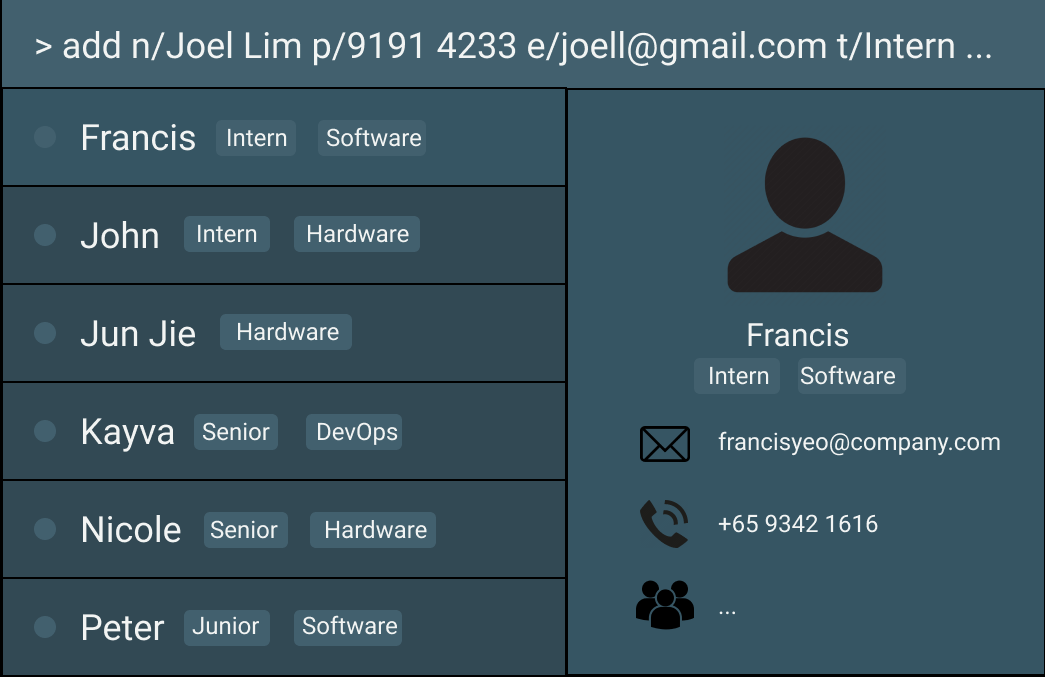 > add n/Joel Lim p/9191 4233 e/joell@gmail.com t/Intern ...
Francis Intern Software
John Intern Hardware
Jun Jie Hardware
Kayva Senior DevOps
Nicole Senior Hardware
Peter Junior Software
Francis
Intern Software
francisyeo@company.com
+65 9342 1616
...